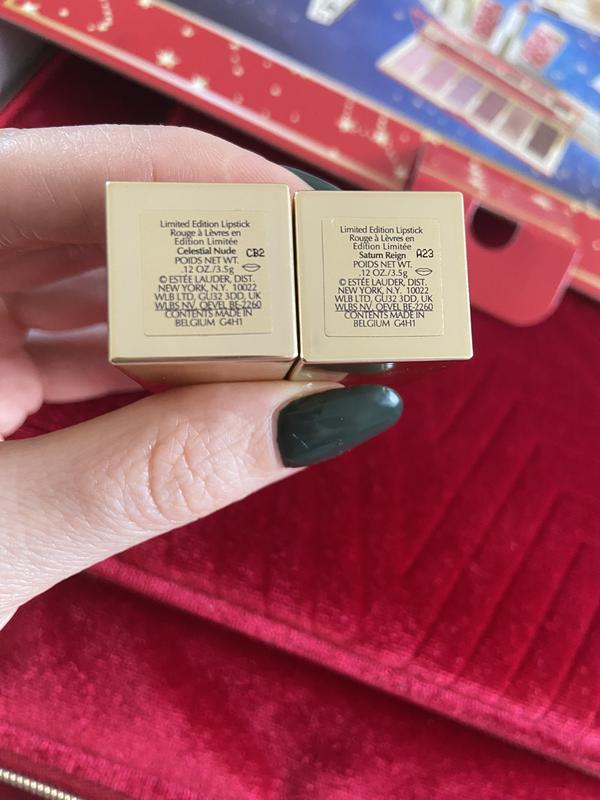 Limited Edition Lipstick
Rouge à Lèvres en
Edition Limitée
Celestial Nude CB2
POIDS NET WT.
.12 OZ./3.5g
© ESTÉE LAUDER, DIST.
NEW YORK, N.Y. 10022
WLB LTD, GU32 3DD, UK
WLBS NV, OEVEL BE-2260
CONTENTS MADE IN
BELGIUM G4H1
Limited Edition Lipstick
Rouge à Lèvres en
Edition Limitée
Saturn Reign A23
POIDS NET WT.
.12 OZ./3.5g
© ESTÉE LAUDER, DIST.
NEW YORK, N.Y. 10022
WLB LTD, GU32 3DD, UK
WLBS NV, OEVEL BE-2260
CONTENTS MADE IN
BELGIUM G4H1